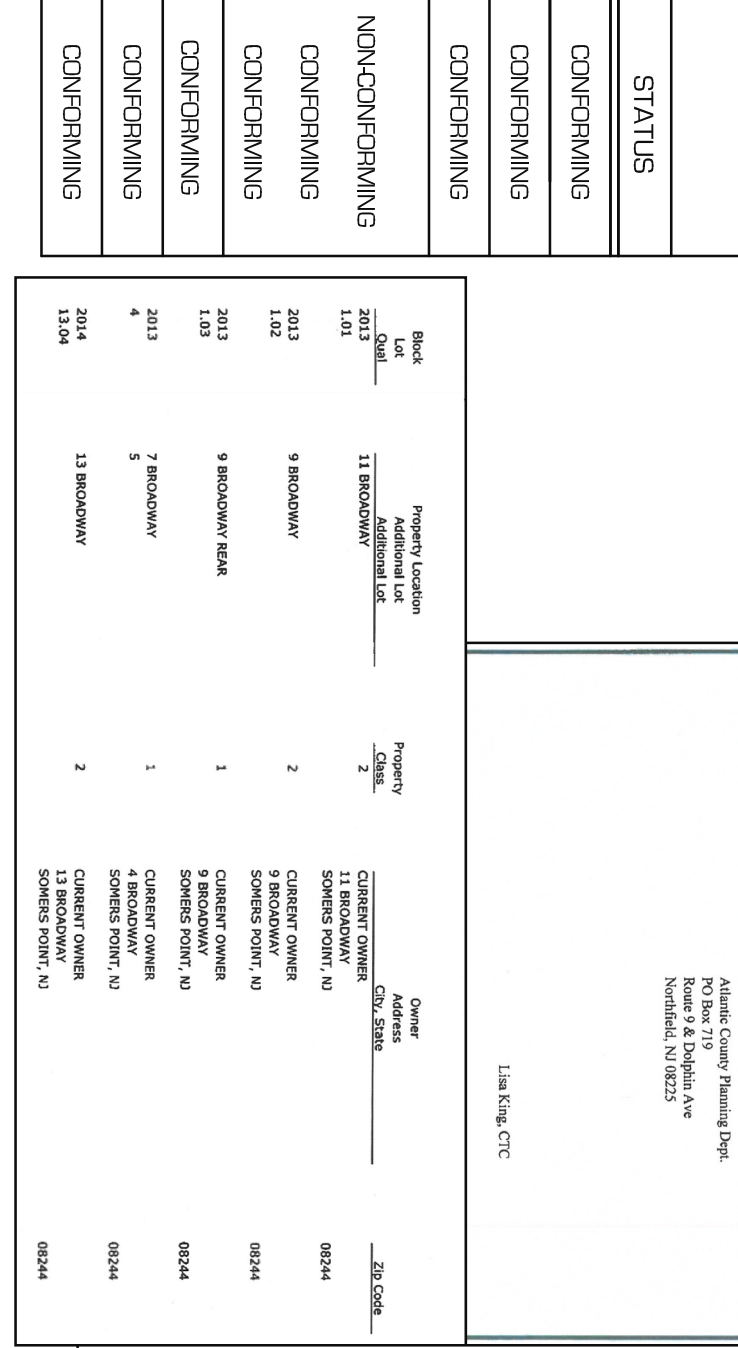 STATUS
CONFORMING
CONFORMING
CONFORMING
NON-CONFORMING
CONFORMING
CONFORMING
CONFORMING
CONFORMING
CONFORMING
Atlantic County Planning Dept.
PO Box 719
Route 9 & Dolphin Ave
Northfield, NJ 08225
Lisa King, CTC
Block Property Location Owner
Lot Additional Lot Property Address
Qual Additional Lot Class City, State Zip Code
2013 11 BROADWAY 2 CURRENT OWNER
1.01 11 BROADWAY
SOMERS POINT, NJ 08244
2013 9 BROADWAY 2 CURRENT OWNER
1.02 9 BROADWAY
SOMERS POINT, NJ 08244
2013 9 BROADWAY REAR 1 CURRENT OWNER
1.03 9 BROADWAY
SOMERS POINT, NJ 08244
2013 7 BROADWAY 1 CURRENT OWNER
4 5 4 BROADWAY
SOMERS POINT, NJ 08244
2014 13 BROADWAY 2 CURRENT OWNER
13.04 13 BROADWAY
SOMERS POINT, NJ 08244